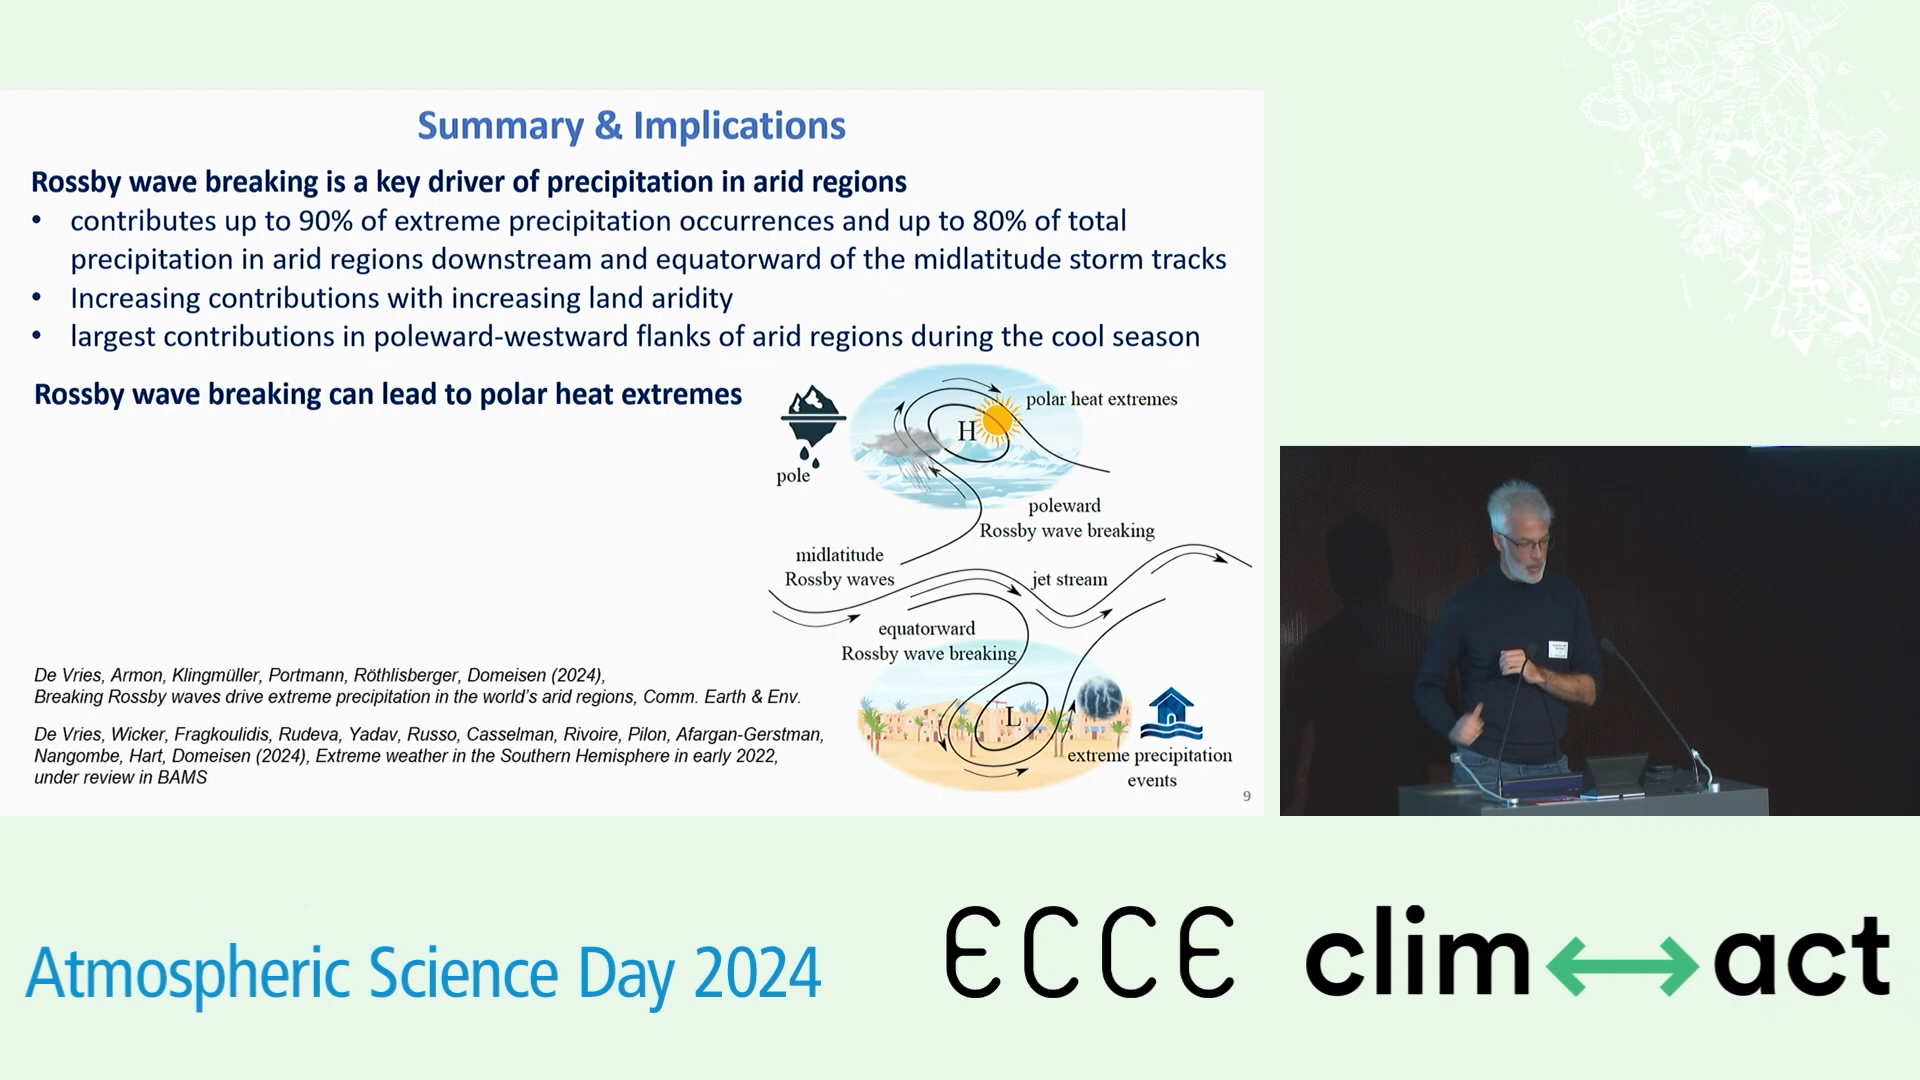 Summary & Implications
Rossby wave breaking is a key driver of precipitation in arid regions
• contributes up to 90% of extreme precipitation occurrences and up to 80% of total
precipitation in arid regions downstream and equatorward of the midlatitude storm tracks
• Increasing contributions with increasing land aridity
• largest contributions in poleward-westward flanks of arid regions during the cool season
Rossby wave breaking can lead to polar heat extremes
polar heat extremes
H
pole
poleward
Rossby wave breaking
midlatitude
Rossby waves
jet stream
equatorward
Rossby wave breaking
L
extreme precipitation
events
De Vries, Armon, Klingmüller, Portmann, Röthlisberger, Domeisen (2024),
Breaking Rossby waves drive extreme precipitation in the world's arid regions, Comm. Earth & Env.
De Vries, Wicker, Fragkoulidis, Rudeva, Yadav, Russo, Casselman, Rivoire, Pilon, Afargan-Gerstman,
Nangombe, Hart, Domeisen (2024), Extreme weather in the Southern Hemisphere in early 2022,
under review in BAMS
9
Atmospheric Science Day 2024
ECCE
clim act